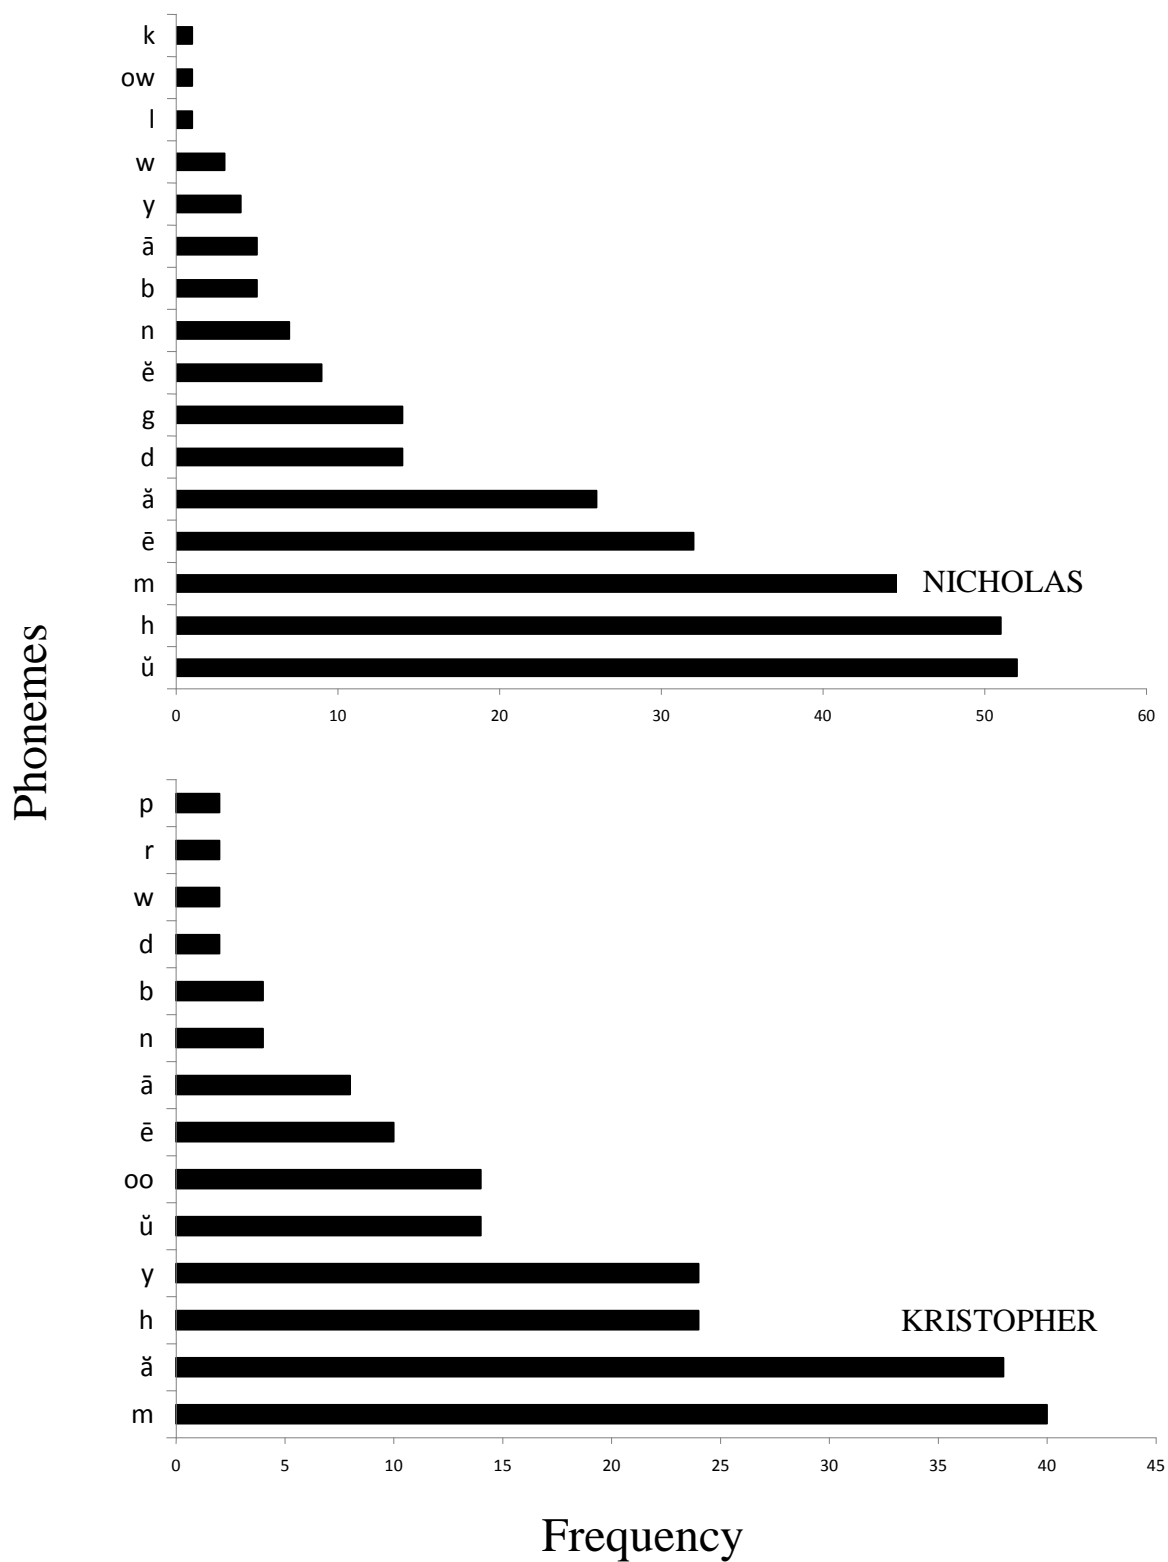 k
ow
l
w
y
ā
b
n
ĕ
g
d
ă
ē
m NICHOLAS
h
ŭ
0 10 20 30 40 50 60
Phonemes
p
r
w
d
b
n
ā
ē
oo
ŭ
y
h KRISTOPHER
ă
m
0 5 10 15 20 25 30 35 40 45
Frequency